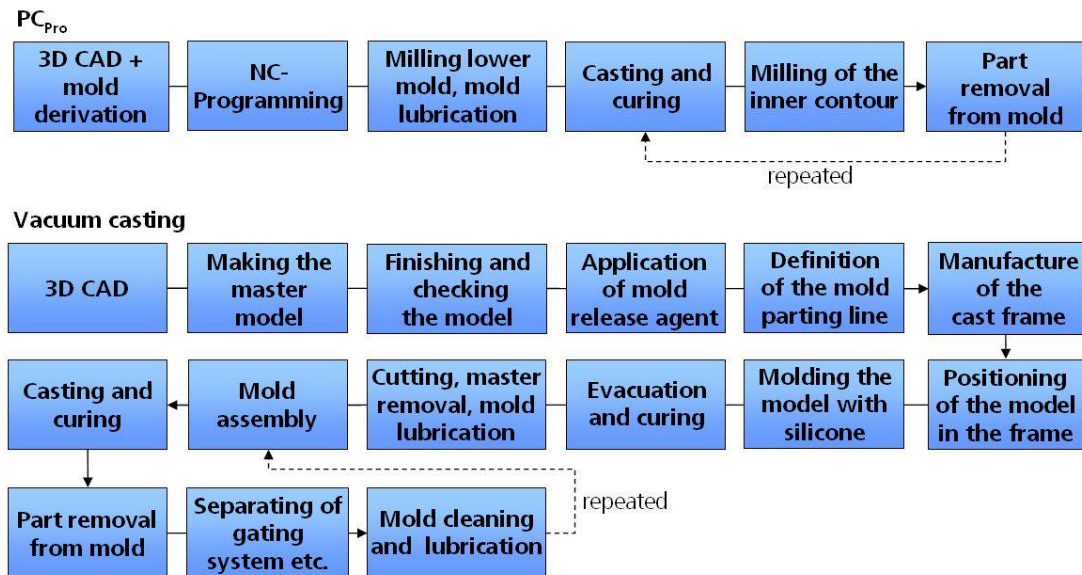 PCPro
3D CAD +
mold
derivation
NC-
Programming
Milling lower
mold, mold
lubrication
Casting and
curing
Milling of the
inner contour
Part
removal
from mold
repeated
Vacuum casting
3D CAD
Making the
master
model
Finishing and
checking
the model
Application
of mold
release agent
Definition
of the mold
parting line
Manufacture
of the
cast frame
Casting and
curing
Mold
assembly
Cutting, master
removal, mold
lubrication
Evacuation
and curing
Molding the
model with
silicone
Positioning
of the model
in the frame
Part removal
from mold
Separating of
gating
system etc.
Mold cleaning
and lubrication
repeated